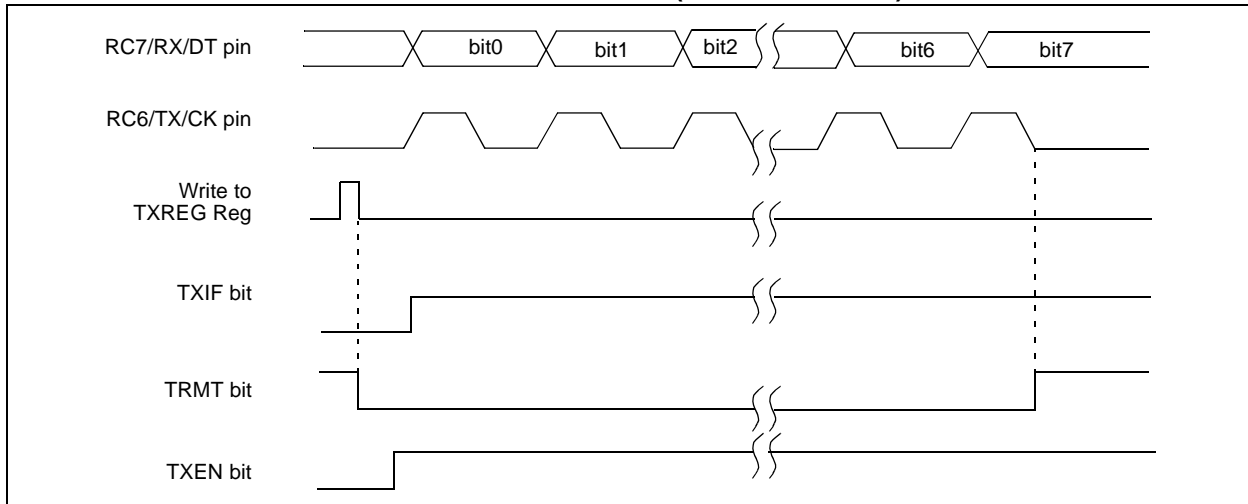 RC7/RX/DT pin
bit0 bit1 bit2 bit6 bit7
RC6/TX/CK pin
Write to
TXREG Reg
TXIF bit
TRMT bit
TXEN bit